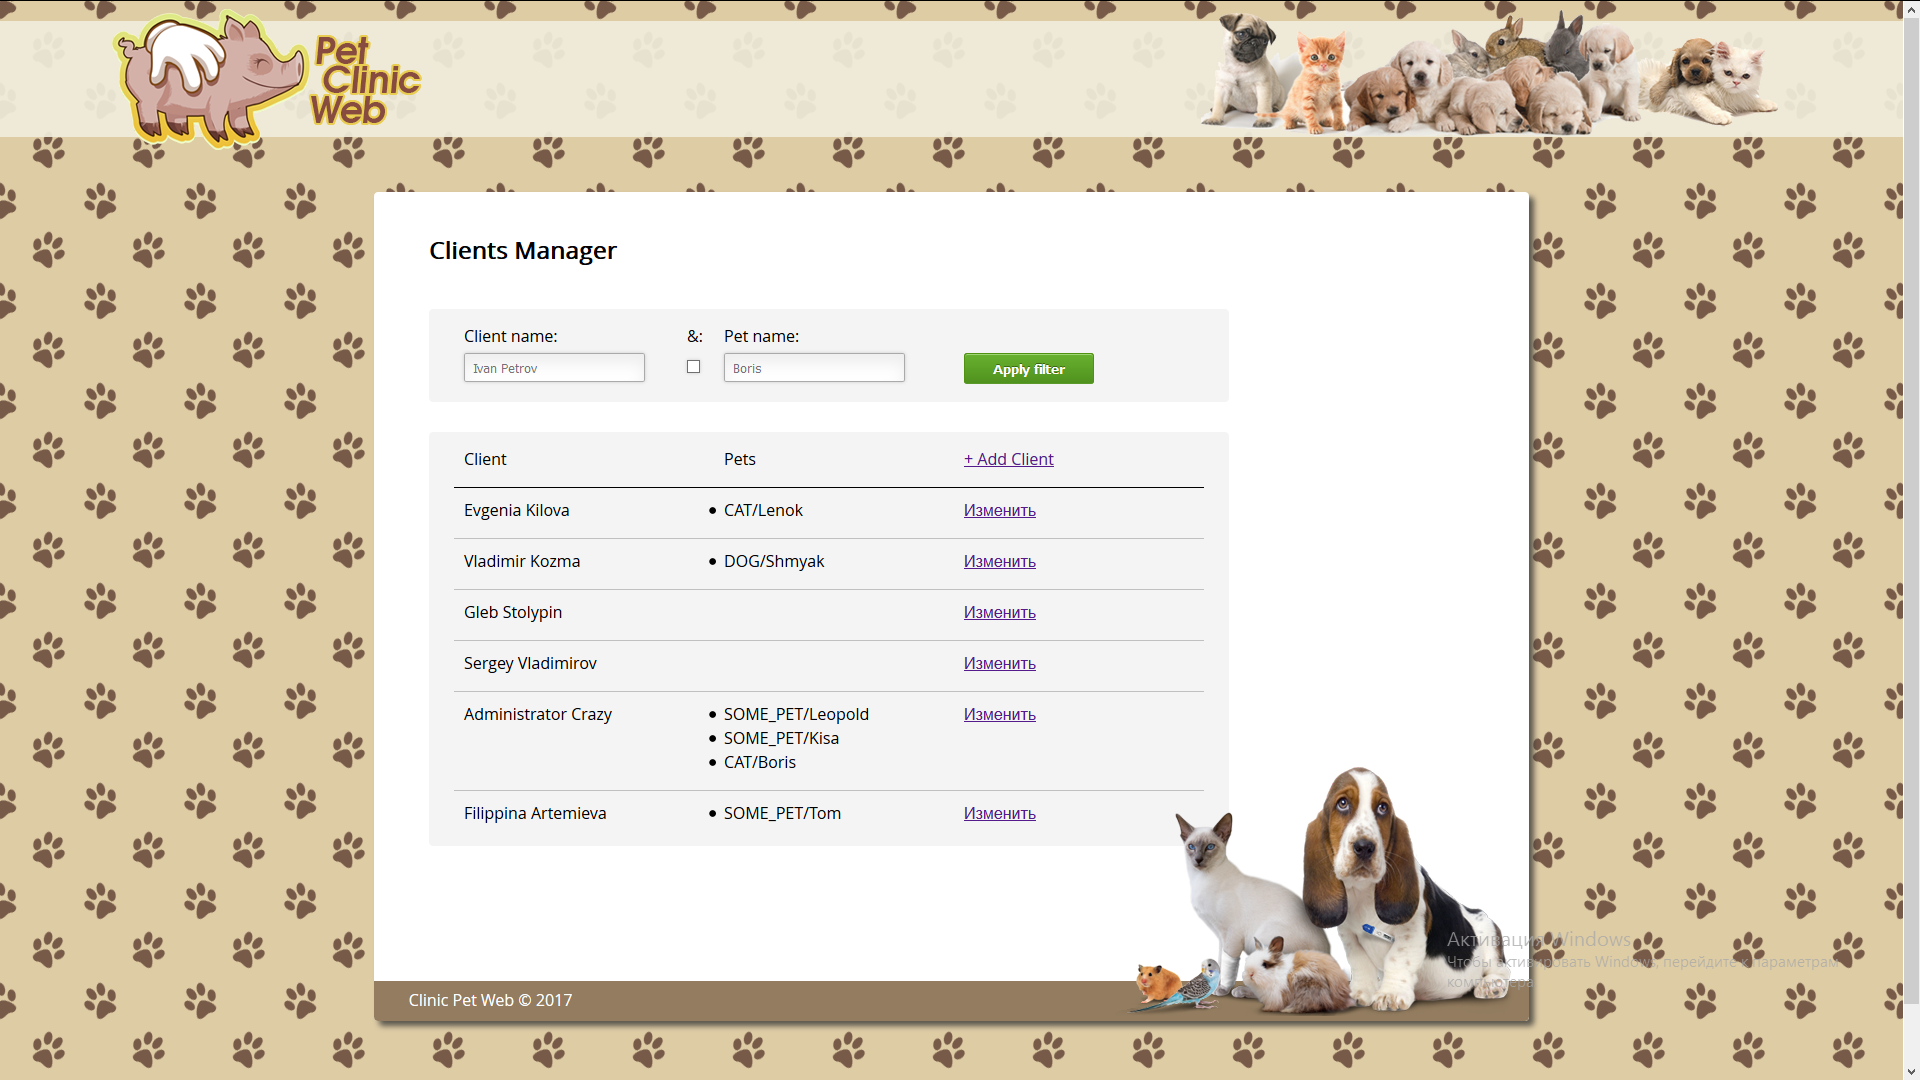 Pet
Clinic
Web
Clients Manager
Client name: &: Pet name:
Ivan Petrov Boris Apply filter
Client Pets + Add Client
Evgenia Kilova CAT/Lenok Изменить
Vladimir Kozma DOG/Shmyak Изменить
Gleb Stolypin Изменить
Sergey Vladimirov Изменить
Administrator Crazy SOME_PET/Leopold Изменить
SOME_PET/Kisa
CAT/Boris
Filippina Artemieva SOME_PET/Tom Изменить
Активация Windows
Чтобы активировать Windows, перейдите к параметрам
компьютера.
Clinic Pet Web © 2017